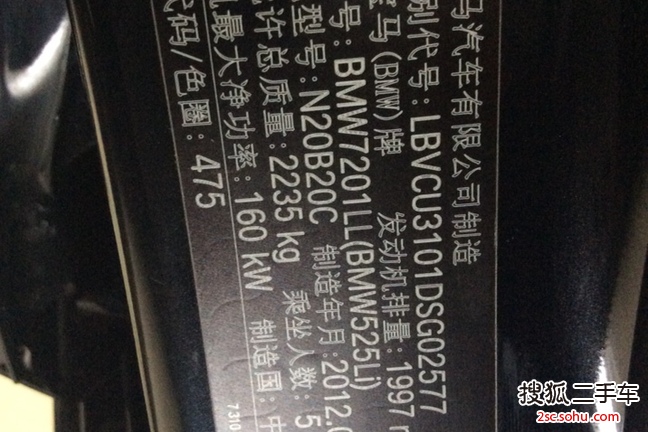 马汽车有限公司制造
别代号: LBVCU3101DSG02577
马(BMW)牌 发动机排量: 1997 m
号: BMW7201LL(BMW525Li)
型号: N20B20C 制造年月: 2012.
许总质量: 2235 kg 乘坐人数: 5
最大净功率: 160 kW 制造国: 中
代码/色圈: 475
7310
搜狐二手车
2sc.sohu.com